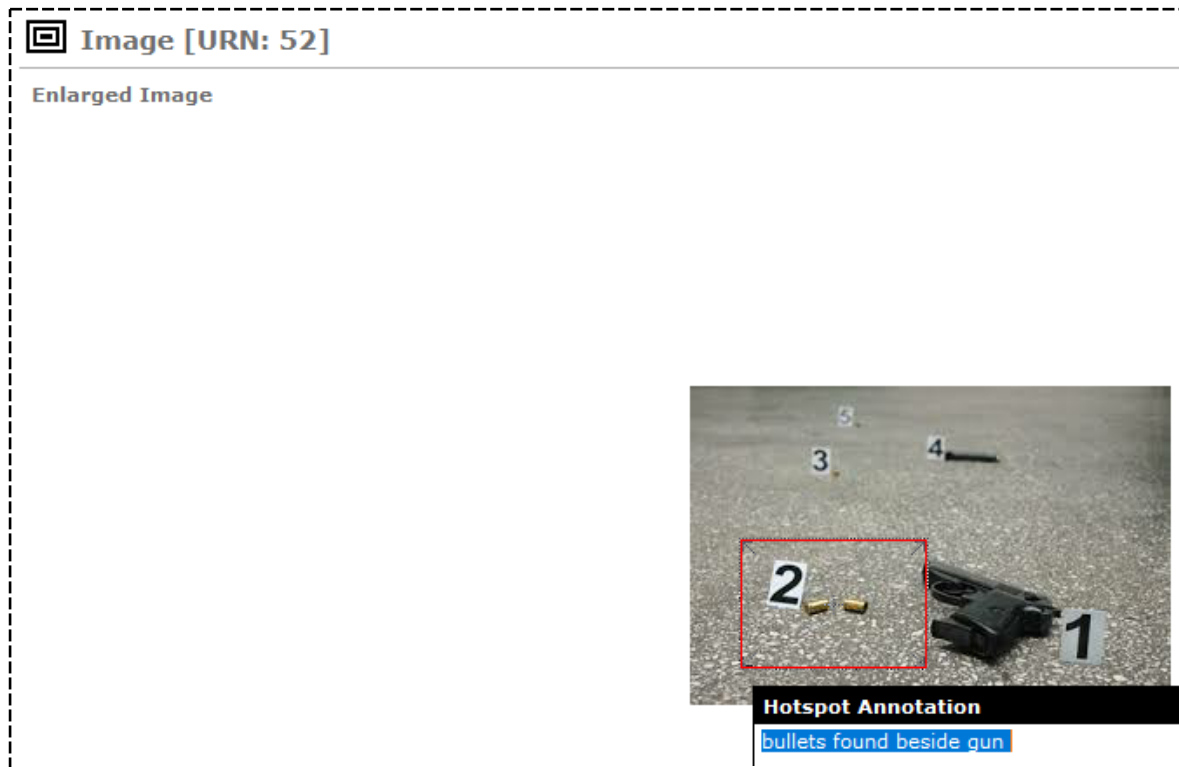 Image [URN: 52]
Enlarged Image
5
4
3
2
1
Hotspot Annotation
bullets found beside gun